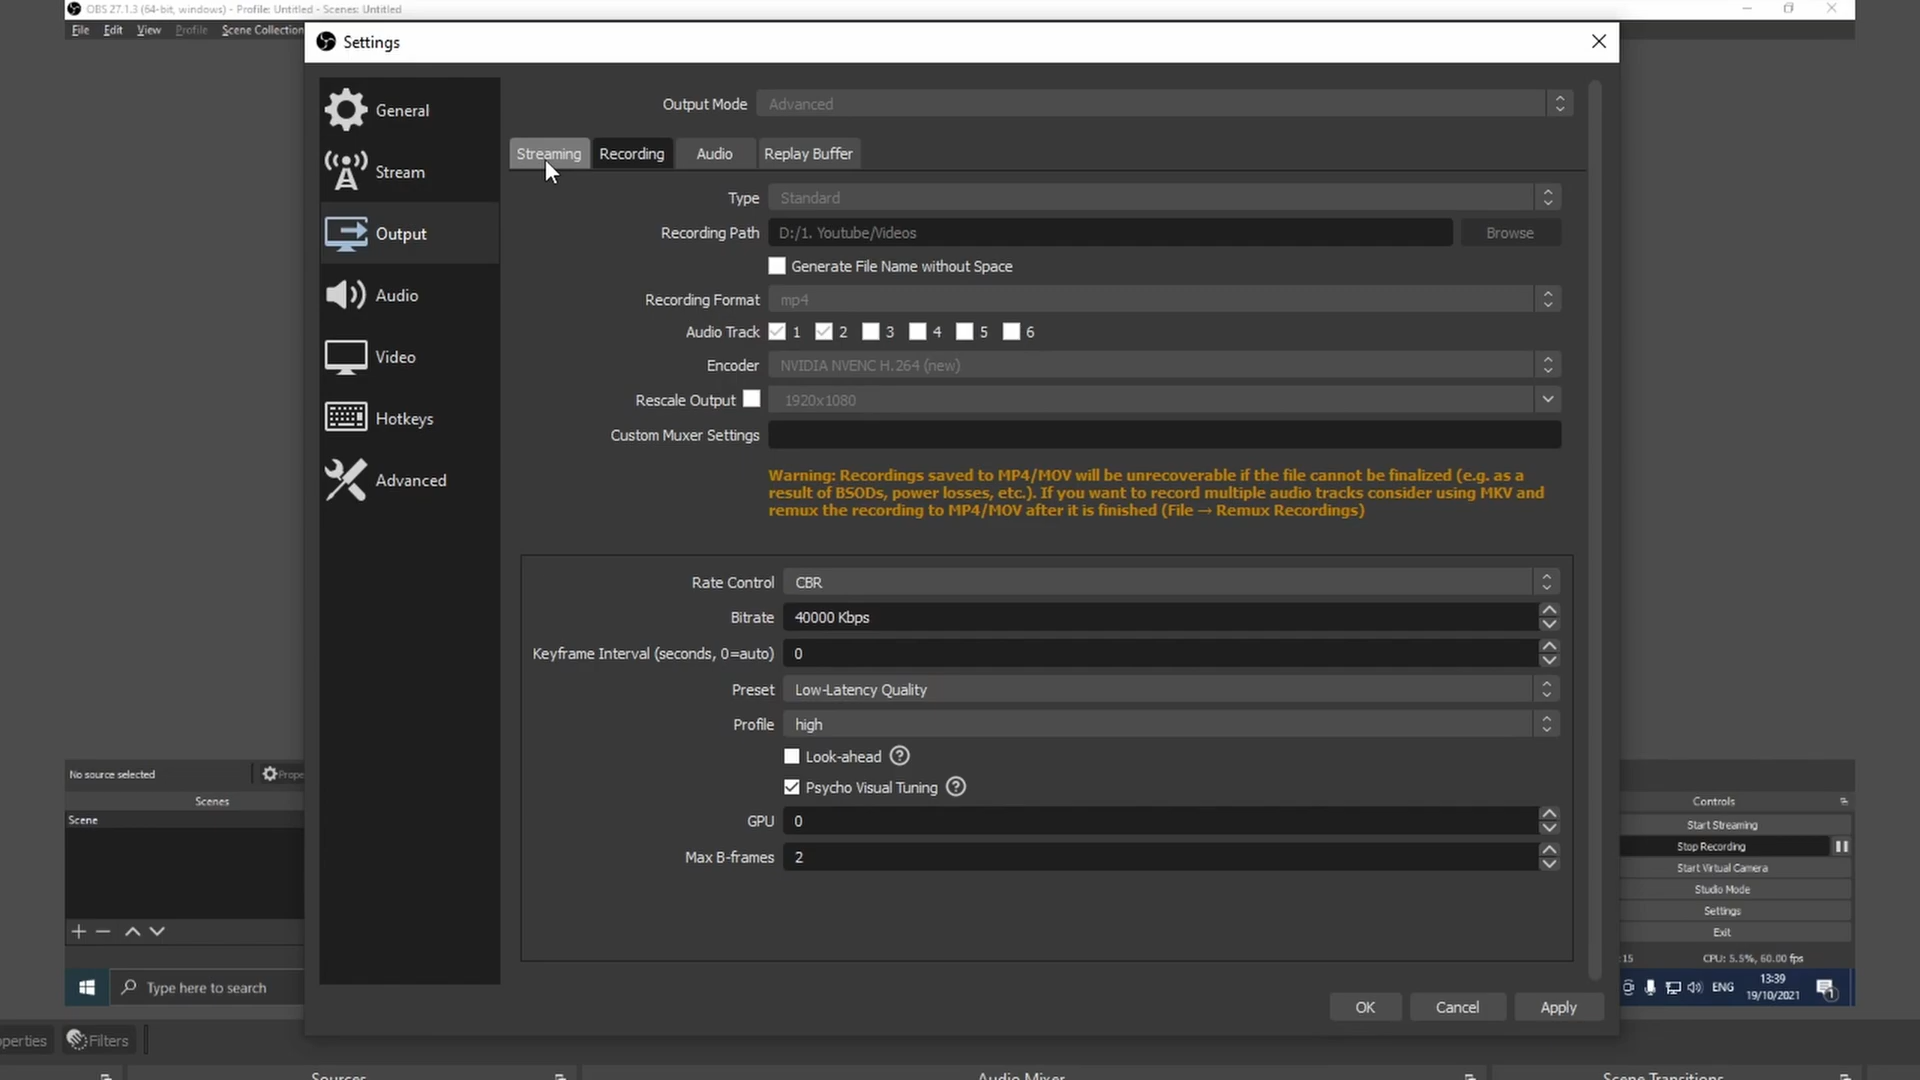 OBS 27.1.3 (64-bit, windows) - Profile: Untitled - Scenes: Untitled
File Edit View Profile Scene Collection
Settings
General
Stream
Output
Audio
Video
Hotkeys
Advanced
Output Mode Advanced
Streaming Recording Audio Replay Buffer
Type Standard
Recording Path D:/1. Youtube/Videos Browse
Generate File Name without Space
Recording Format mp4
Audio Track 1 2 3 4 5 6
Encoder NVIDIA NVENC H.264 (new)
Rescale Output 1920x1080
Custom Muxer Settings
Warning: Recordings saved to MP4/MOV will be unrecoverable if the file cannot be finalized (e.g. as a
result of BSODs, power losses, etc.). If you want to record multiple audio tracks consider using MKV and
remux the recording to MP4/MOV after it is finished (File → Remux Recordings)
Rate Control CBR
Bitrate 40000 Kbps
Keyframe Interval (seconds, 0=auto) 0
Preset Low-Latency Quality
Profile high
Look-ahead ?
Psycho Visual Tuning ?
GPU 0
Max B-frames 2
OK Cancel Apply
No source selected Prope
Scenes
Scene
Type here to search
Controls
Start Streaming
Stop Recording
Start Virtual Camera
Studio Mode
Settings
Exit
:15 CPU: 5.5%, 60.00 fps
ENG 13:39
19/10/2021 1
perties Filters
Sources Audio Mixer Scene Transitions